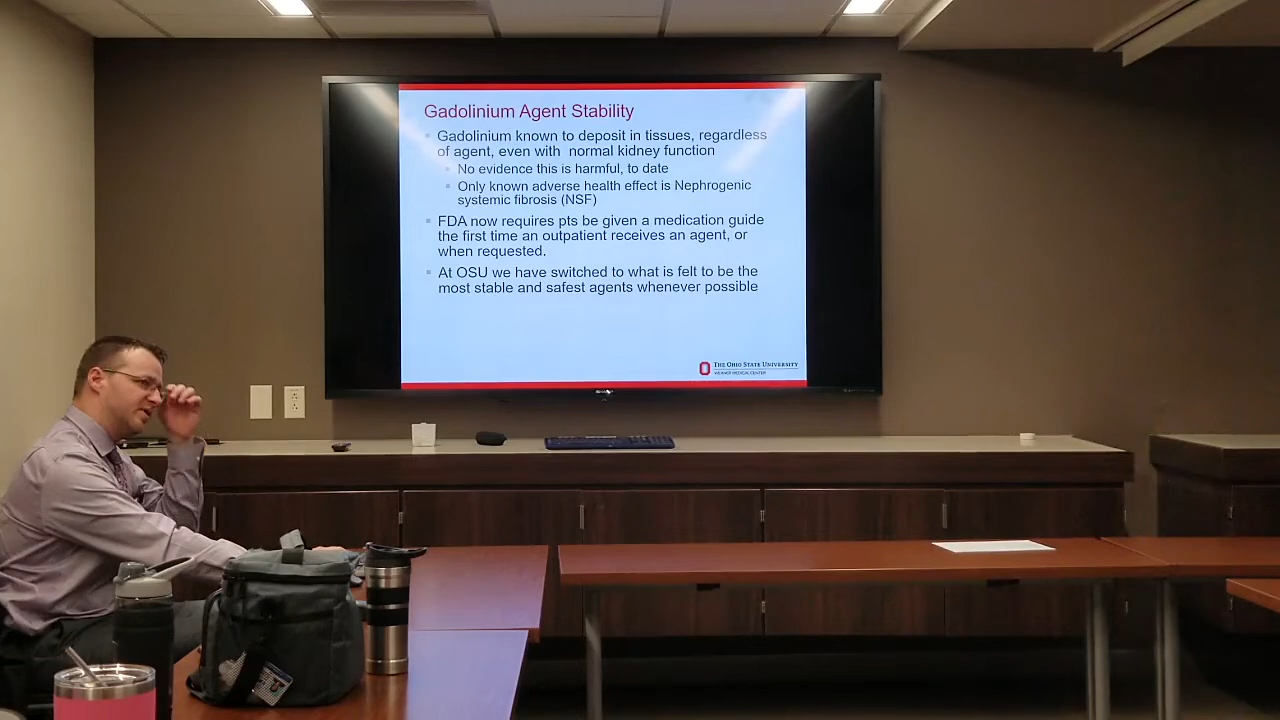 Gadolinium Agent Stability
Gadolinium known to deposit in tissues, regardless
of agent, even with normal kidney function
No evidence this is harmful, to date
Only known adverse health effect is Nephrogenic
systemic fibrosis (NSF)
FDA now requires pts be given a medication guide
the first time an outpatient receives an agent, or
when requested.
At OSU we have switched to what is felt to be the
most stable and safest agents whenever possible
THE OHIO STATE UNIVERSITY
WEXNER MEDICAL CENTER